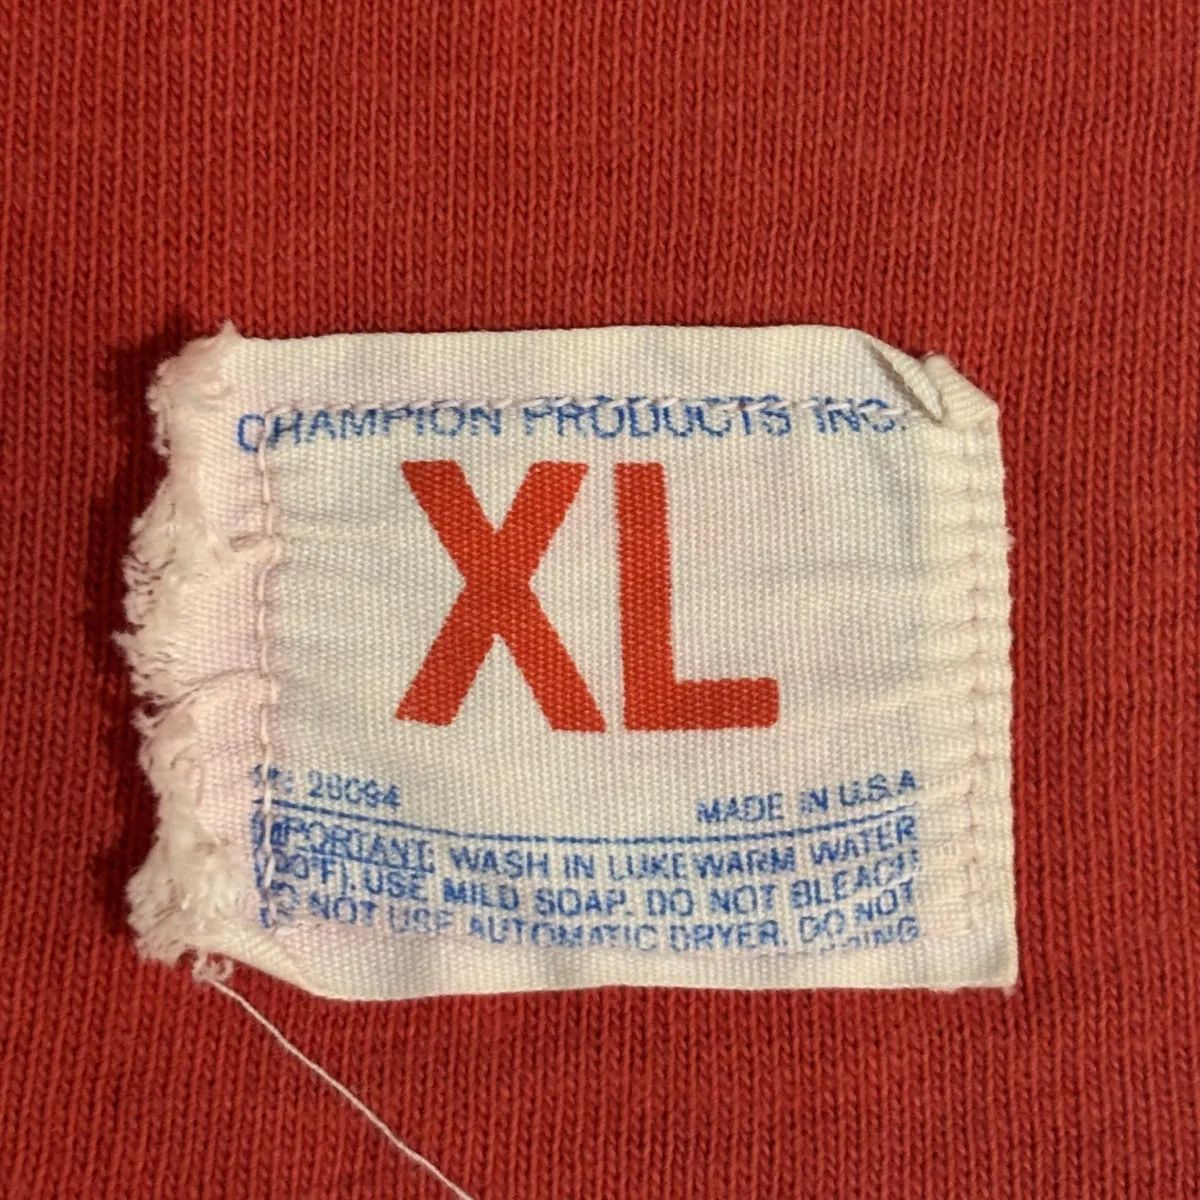 CHAMPION PRODUCTS INC.
XL
28094
MADE IN U.S.A
IMPORTANT: WASH IN LUKEWARM WATER
USE MILD SOAP. DO NOT BLEACH
NOT USE AUTOMATIC DRYER. DO NOT